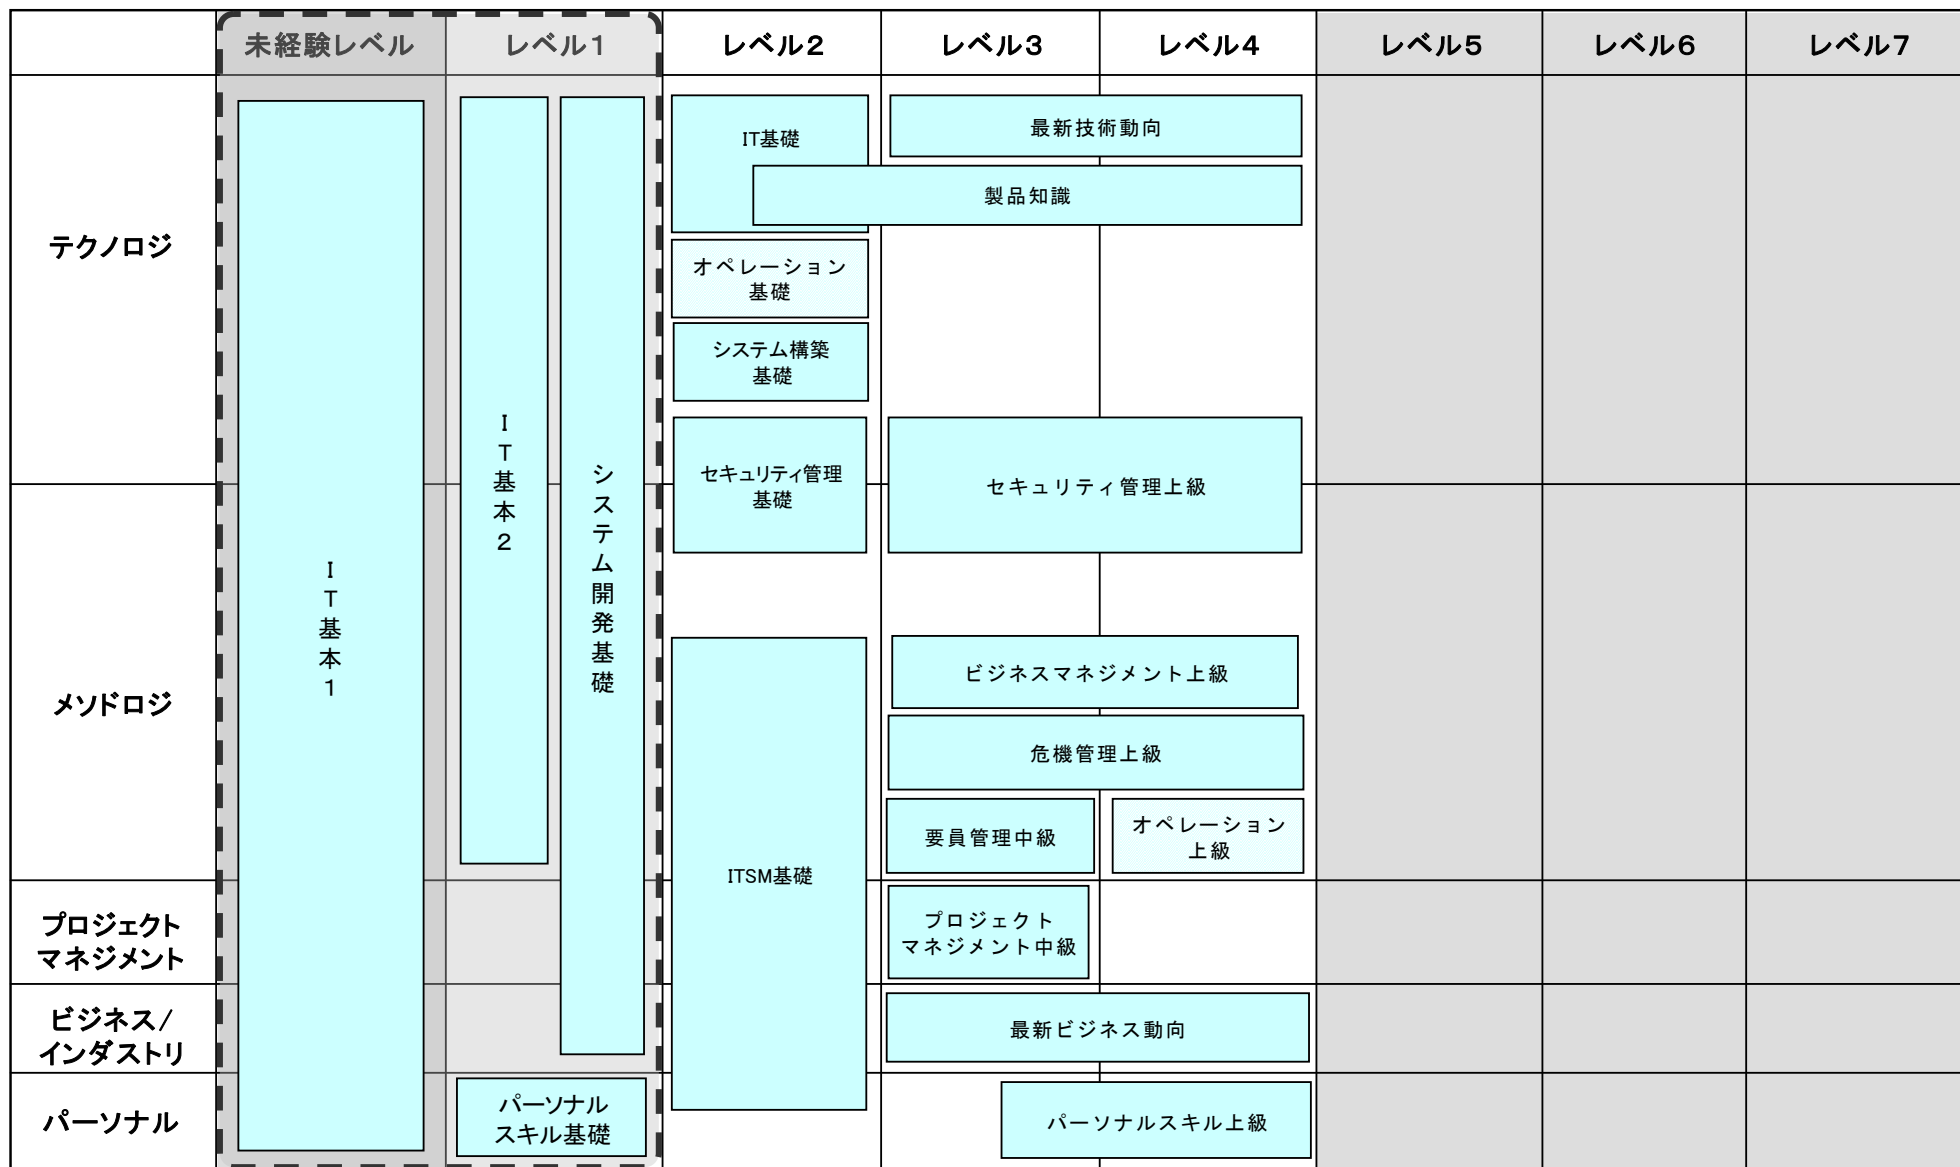 未経験レベル
レベル1
レベル2
レベル3
レベル4
レベル5
レベル6
レベル7
テクノロジ
メソドロジ
プロジェクト
マネジメント
ビジネス/
インダストリ
パーソナル
IT基本1
IT基本2
システム開発基礎
パーソナル
スキル基礎
IT基礎
製品知識
最新技術動向
オペレーション
基礎
システム構築
基礎
セキュリティ管理
基礎
セキュリティ管理上級
ITSM基礎
ビジネスマネジメント上級
危機管理上級
要員管理中級
オペレーション
上級
プロジェクト
マネジメント中級
最新ビジネス動向
パーソナルスキル上級